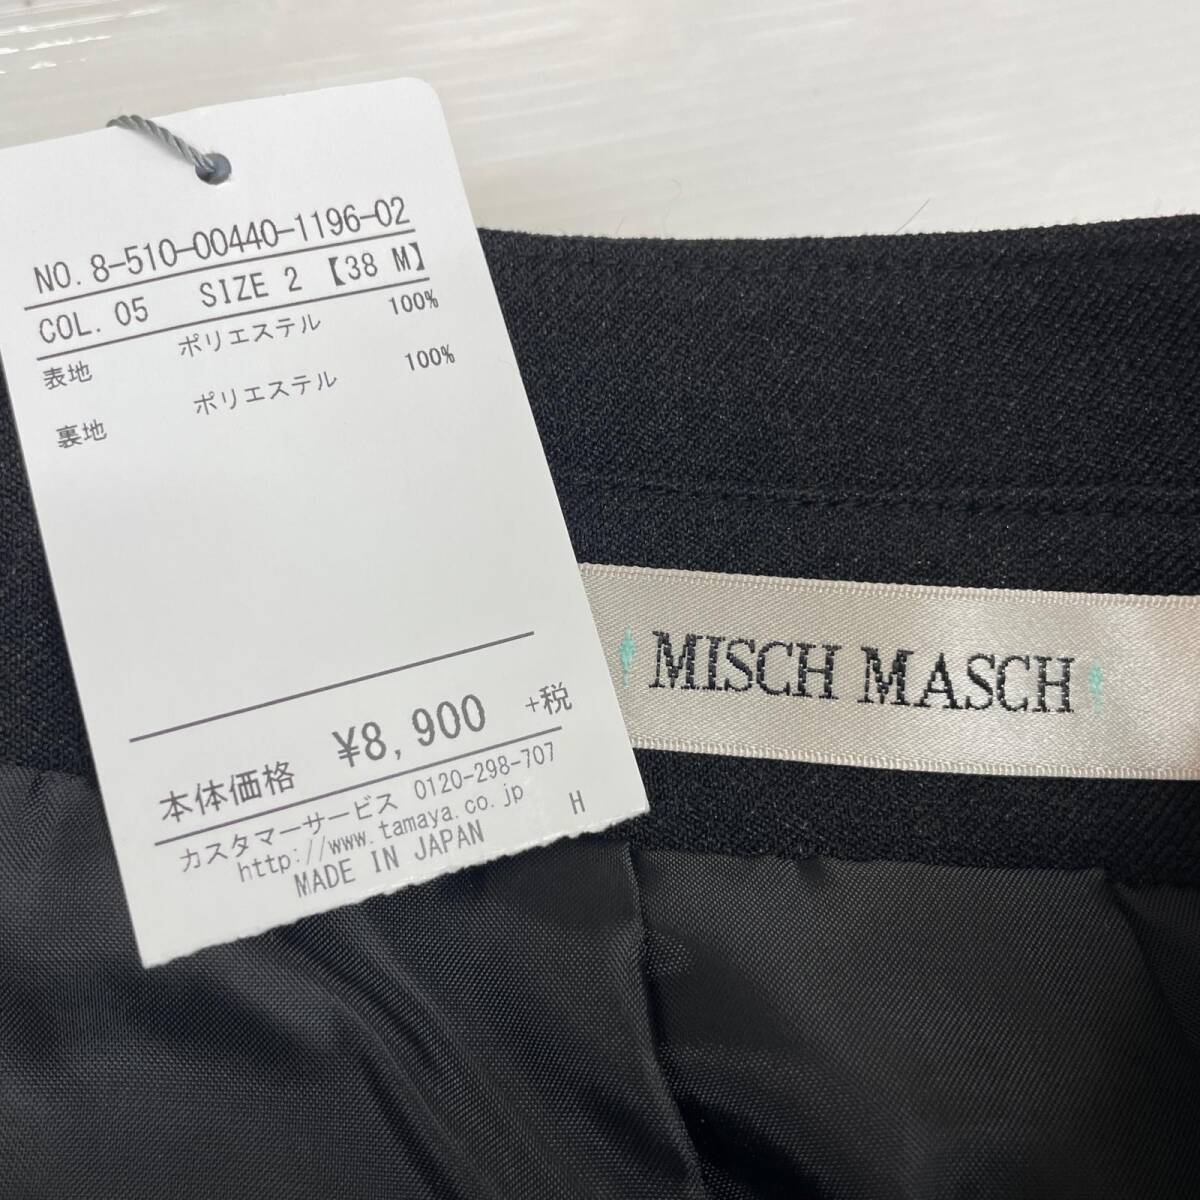 NO. 8-510-00440-1196-02
COL. 05 SIZE 2 【38 M】
表地 ポリエステル 100%
裏地 ポリエステル 100%
本体価格 ¥8,900 +税
カスタマーサービス 0120-298-707
http://www.tamaya.co.jp
MADE IN JAPAN H
MISCH MASCH